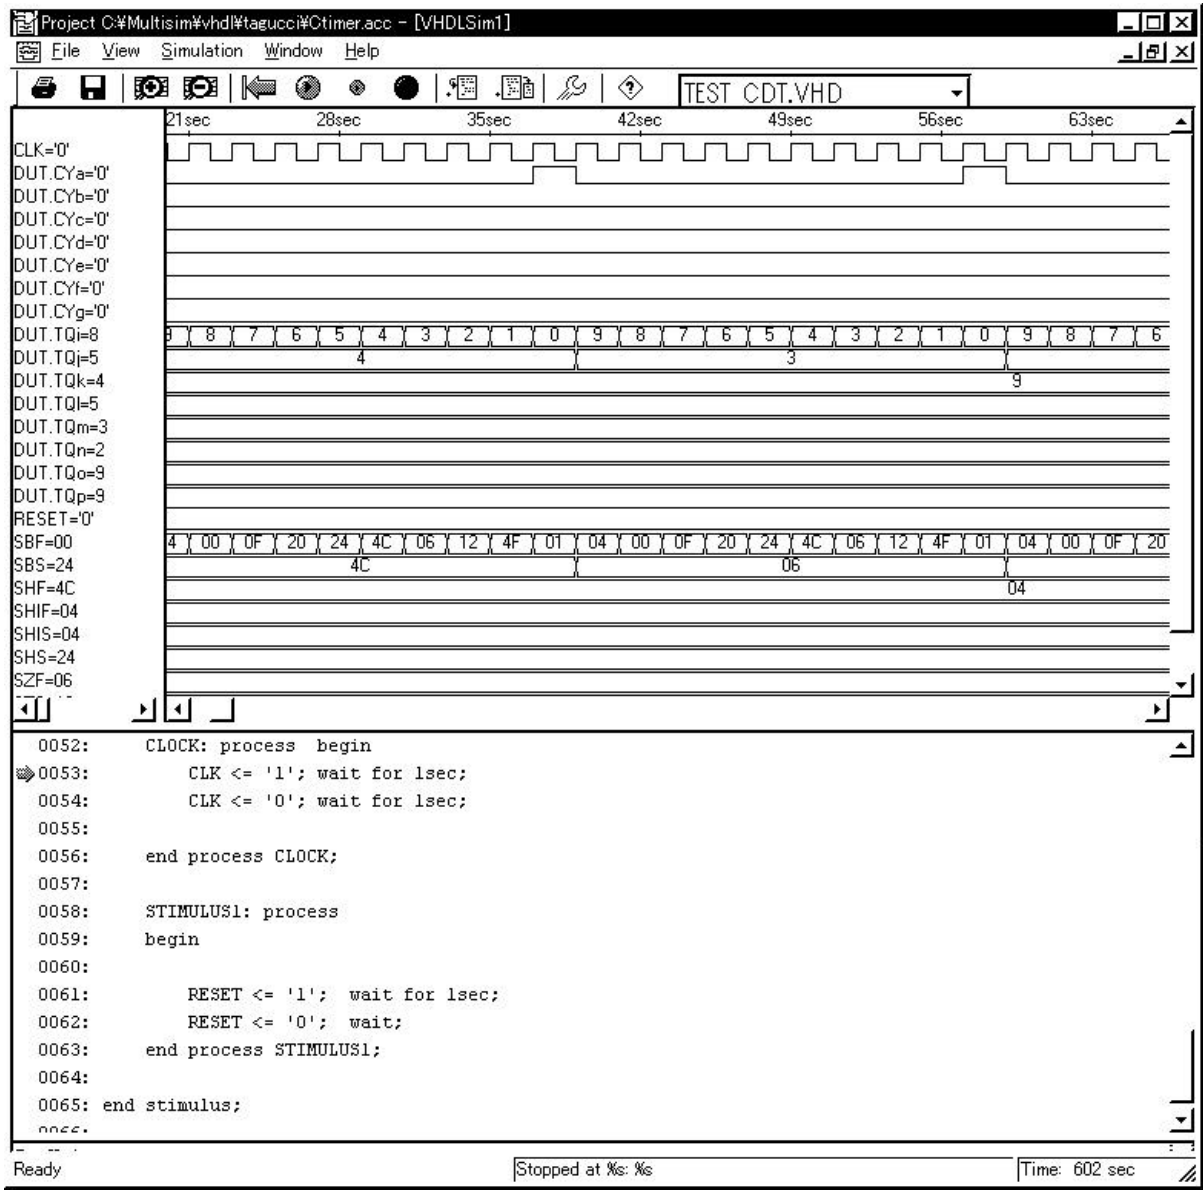 Project C:¥Multisim¥vhdl¥tagucci¥Ctimer.acc - [VHDLSim1]
File View Simulation Window Help
TEST_CDT.VHD
21sec 28sec 35sec 42sec 49sec 56sec 63sec
CLK='0'
DUT.CYa='0'
DUT.CYb='0'
DUT.CYc='0'
DUT.CYd='0'
DUT.CYe='0'
DUT.CYf='0'
DUT.CYg='0'
DUT.TQi=8 9 8 7 6 5 4 3 2 1 0 9 8 7 6 5 4 3 2 1 0 9 8 7 6
DUT.TQj=5 4 3
DUT.TQk=4 9
DUT.TQl=5
DUT.TQm=3
DUT.TQn=2
DUT.TQo=9
DUT.TQp=9
RESET='0'
SBF=00 4 00 0F 20 24 4C 06 12 4F 01 04 00 0F 20 24 4C 06 12 4F 01 04 00 0F 20
SBS=24 4C 06
SHF=4C 04
SHIF=04
SHIS=04
SHS=24
SZF=06
0052: CLOCK: process begin
0053: CLK <= '1'; wait for 1sec;
0054: CLK <= '0'; wait for 1sec;
0055:
0056: end process CLOCK;
0057:
0058: STIMULUS1: process
0059: begin
0060:
0061: RESET <= '1'; wait for 1sec;
0062: RESET <= '0'; wait;
0063: end process STIMULUS1;
0064:
0065: end stimulus;
Ready Stopped at %s: %s Time: 602 sec